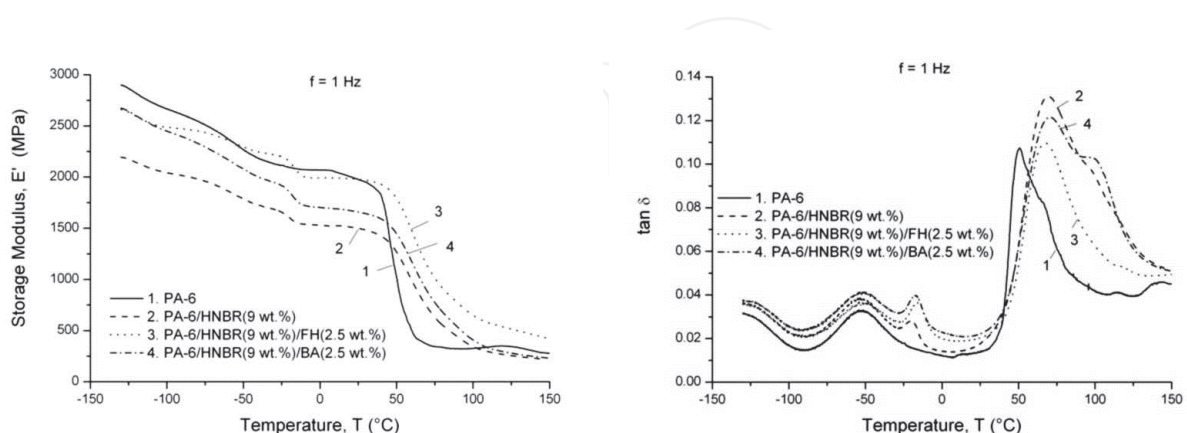 f = 1 Hz
3000
2500
2000
1500
1000
500
0
Storage Modulus, E' (MPa)
3
4
2
1
1. PA-6
2. PA-6/HNBR(9 wt.%)
3. PA-6/HNBR(9 wt.%)/FH(2.5 wt.%)
4. PA-6/HNBR(9 wt.%)/BA(2.5 wt.%)
-150 -100 -50 0 50 100 150
Temperature, T (°C)
f = 1 Hz
0.14
0.12
0.10
0.08
0.06
0.04
0.02
0.00
tan δ
2
4
1. PA-6
2. PA-6/HNBR(9 wt.%)
3. PA-6/HNBR(9 wt.%)/FH(2.5 wt.%)
4. PA-6/HNBR(9 wt.%)/BA(2.5 wt.%)
3
1
-150 -100 -50 0 50 100 150
Temperature, T (°C)